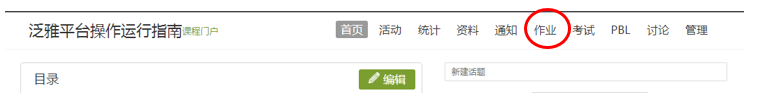 泛雅平台操作运行指南课程门户 首页 活动 统计 资料 通知 作业 考试 PBL 讨论 管理
目录 编辑 新建话题